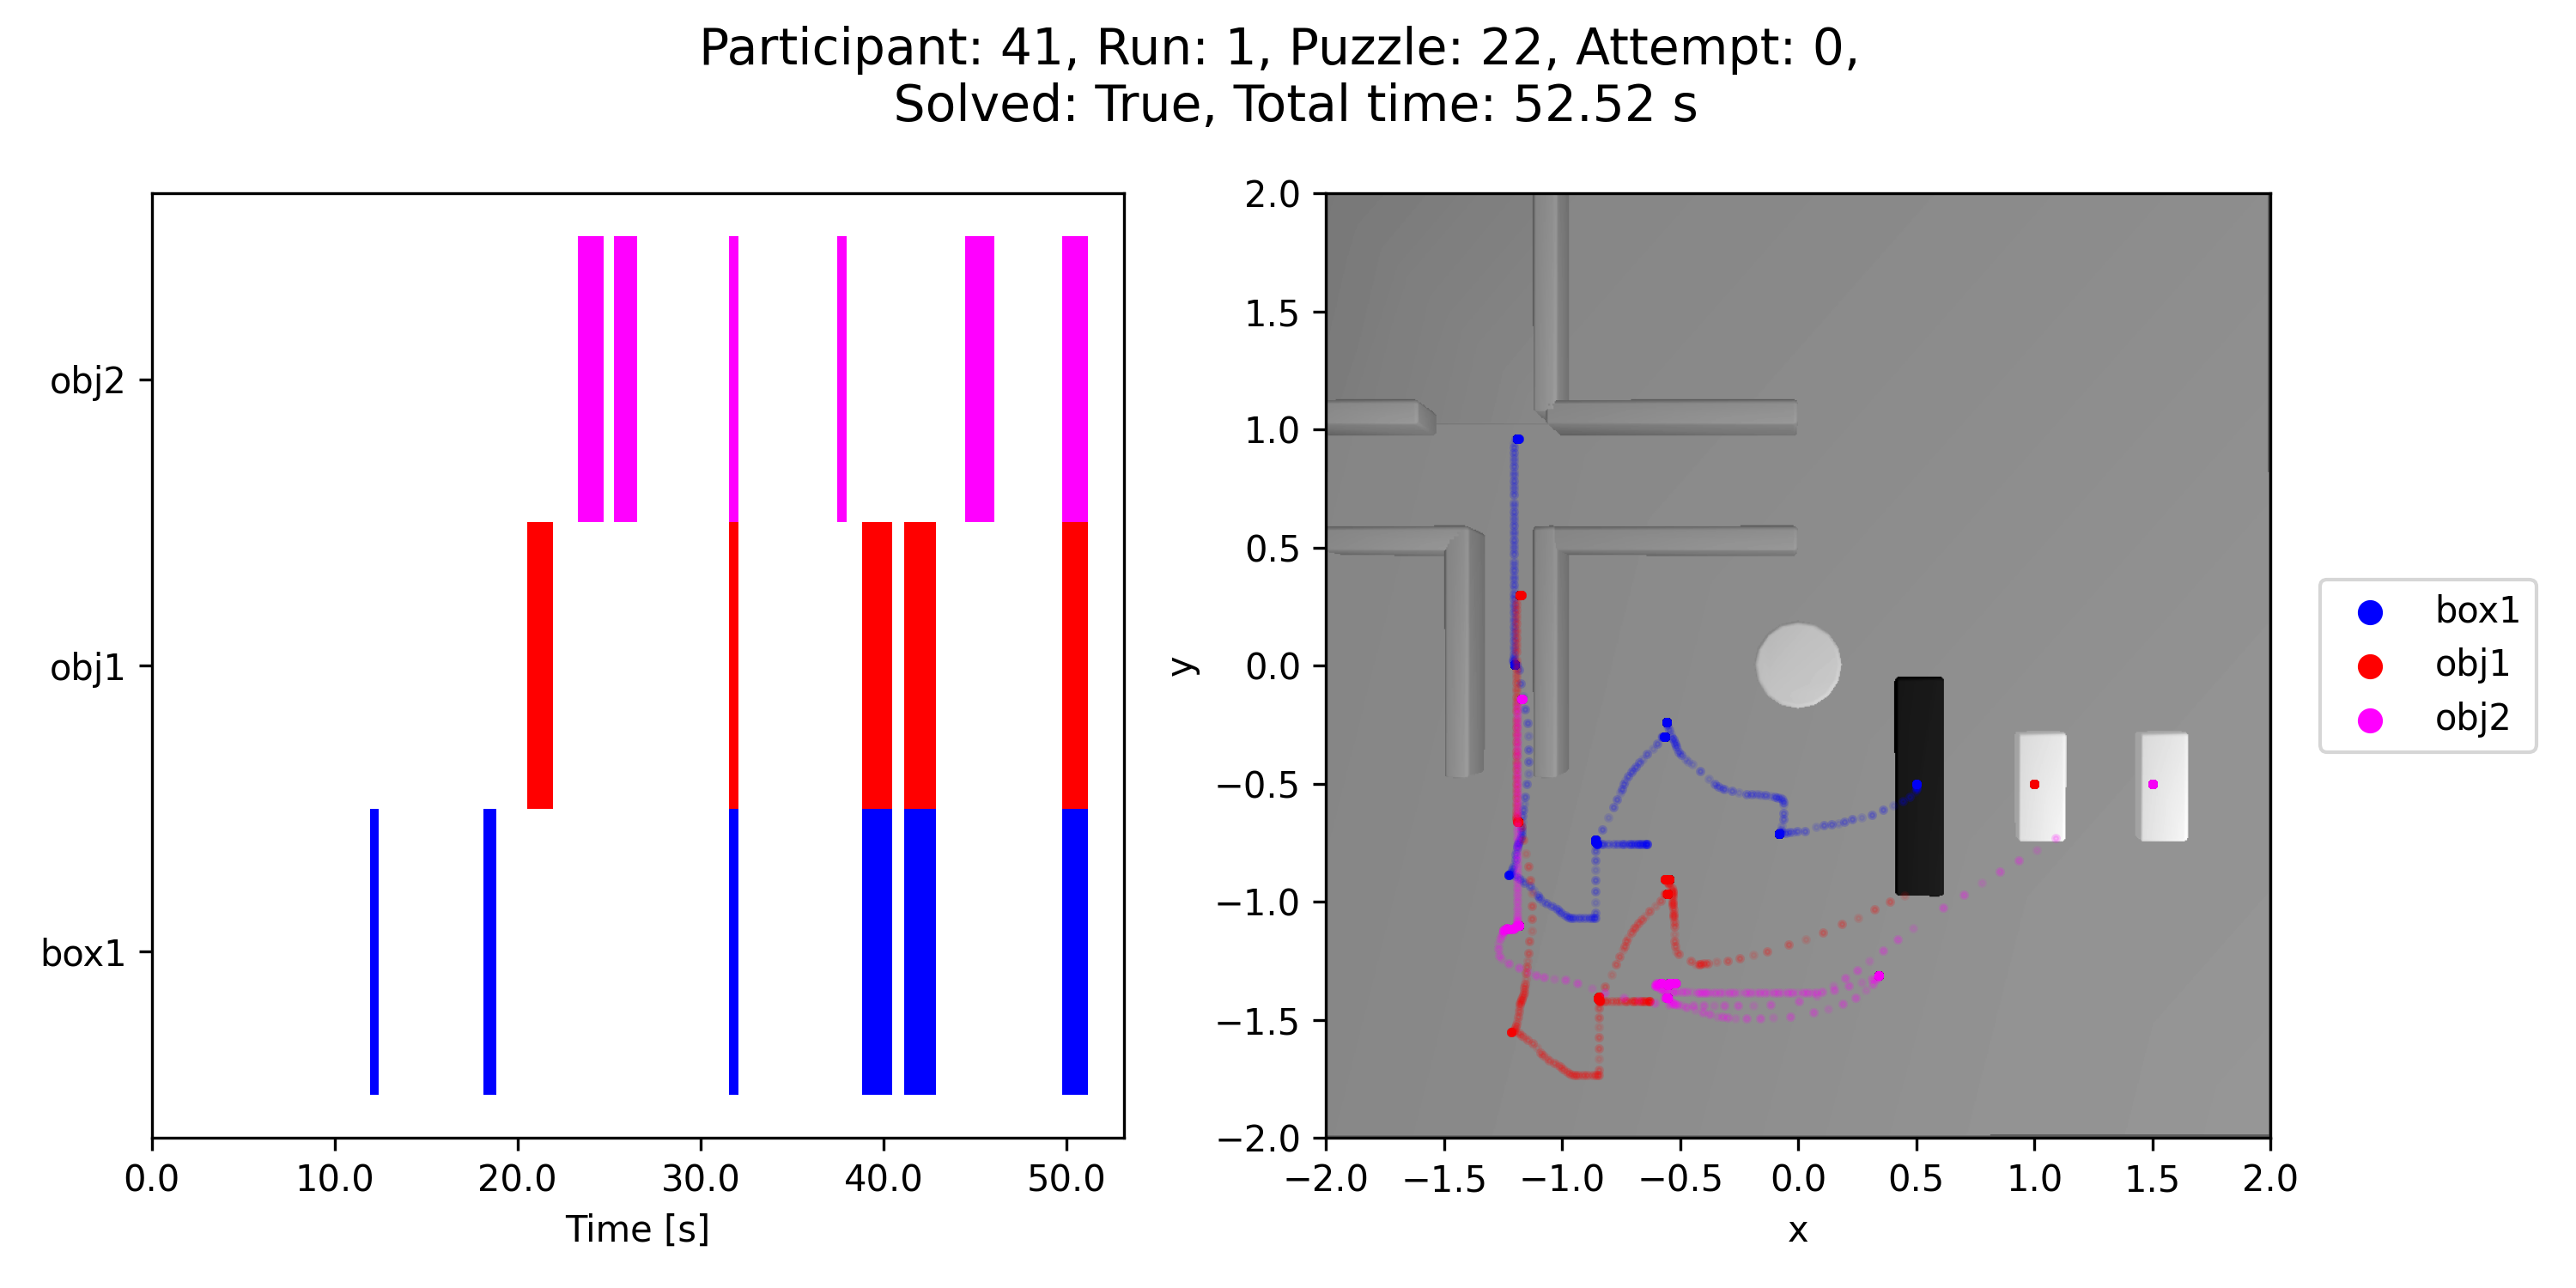 Participant: 41, Run: 1, Puzzle: 22, Attempt: 0,
Solved: True, Total time: 52.52 s
obj2
obj1
box1
0.0 10.0 20.0 30.0 40.0 50.0
Time [s]
2.0
1.5
1.0
0.5
0.0
−0.5
−1.0
−1.5
−2.0
y
−2.0 −1.5 −1.0 −0.5 0.0 0.5 1.0 1.5 2.0
x
box1
obj1
obj2